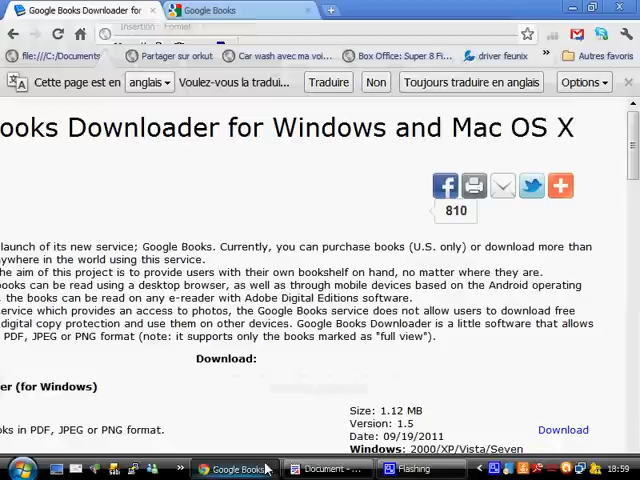 Google Books Downloader for
Google Books
Insertion Format
file:///C:/Documents
Partager sur orkut
Car wash avec ma voi...
Box Office: Super 8 Fi...
driver feunix
»
Autres favoris
Cette page est en
anglais
Voulez-vous la tradui...
Traduire
Non
Toujours traduire en anglais
Options
ooks Downloader for Windows and Mac OS X
810
launch of its new service; Google Books. Currently, you can purchase books (U.S. only) or download more than
ywhere in the world using this service.
he aim of this project is to provide users with their own bookshelf on hand, no matter where they are.
ooks can be read using a desktop browser, as well as through mobile devices based on the Android operating
, the books can be read on any e-reader with Adobe Digital Editions software.
ervice which provides an access to photos, the Google Books service does not allow users to download free
digital copy protection and use them on other devices. Google Books Downloader is a little software that allows
PDF, JPEG or PNG format (note: it supports only the books marked as "full view").
Download:
er (for Windows)
Size: 1.12 MB
Version: 1.5
Date: 09/19/2011
Windows: 2000/XP/Vista/Seven
oks in PDF, JPEG or PNG format.
Download
»
Google Books
Document - ...
Flashing
18:59